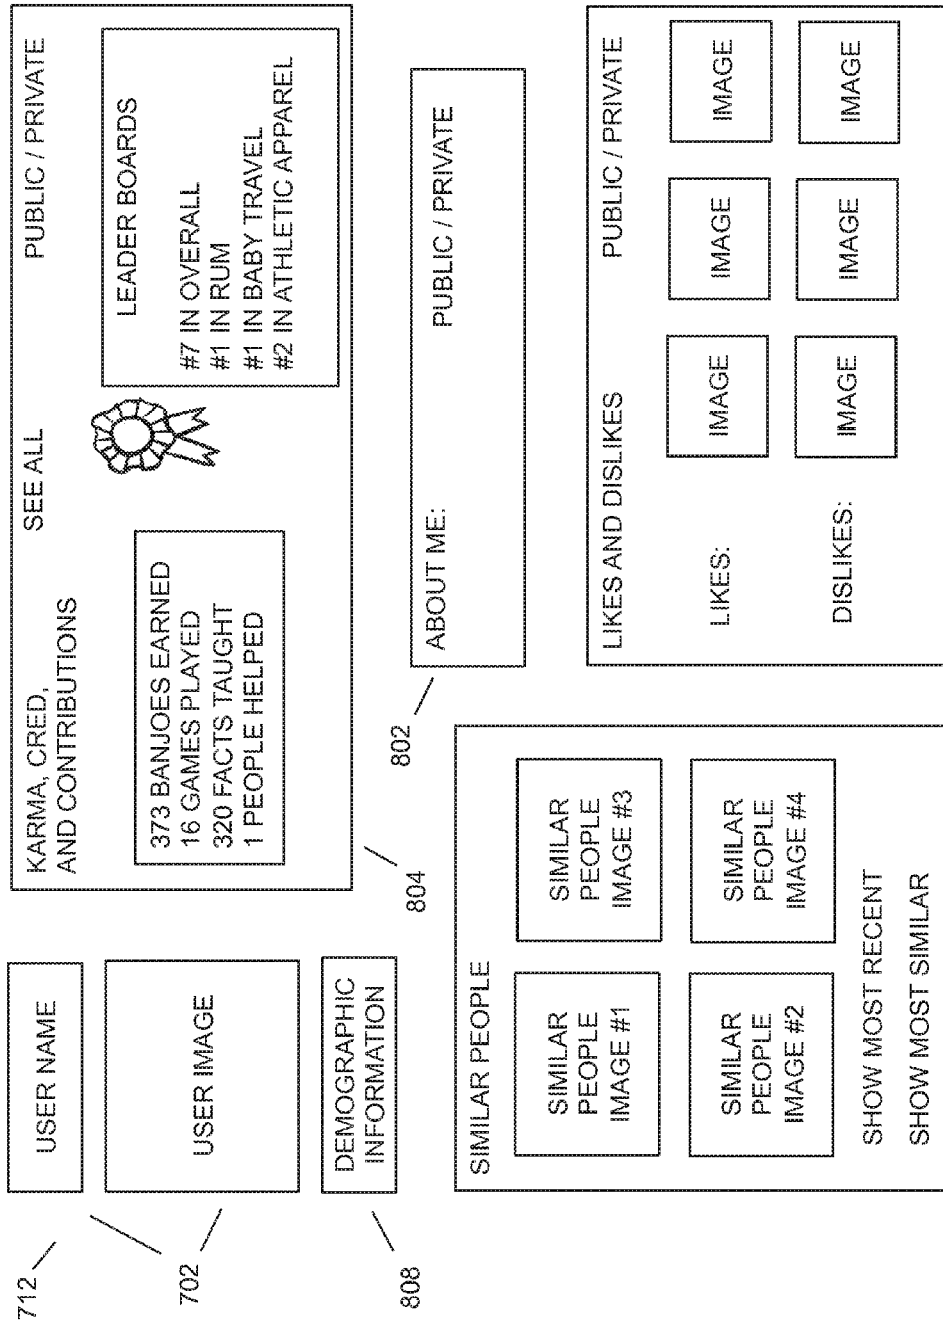 712
702
USER NAME
USER IMAGE
808
DEMOGRAPHIC
INFORMATION
KARMA, CRED,
AND CONTRIBUTIONS
SEE ALL
PUBLIC / PRIVATE
373 BANJOES EARNED
16 GAMES PLAYED
320 FACTS TAUGHT
1 PEOPLE HELPED
LEADER BOARDS
#7 IN OVERALL
#1 IN RUM
#1 IN BABY TRAVEL
#2 IN ATHLETIC APPAREL
804
802
ABOUT ME:
PUBLIC / PRIVATE
SIMILAR PEOPLE
SIMILAR
PEOPLE
IMAGE #1
SIMILAR
PEOPLE
IMAGE #3
SIMILAR
PEOPLE
IMAGE #2
SIMILAR
PEOPLE
IMAGE #4
SHOW MOST RECENT
SHOW MOST SIMILAR
LIKES AND DISLIKES
PUBLIC / PRIVATE
LIKES:
IMAGE
IMAGE
IMAGE
DISLIKES:
IMAGE
IMAGE
IMAGE